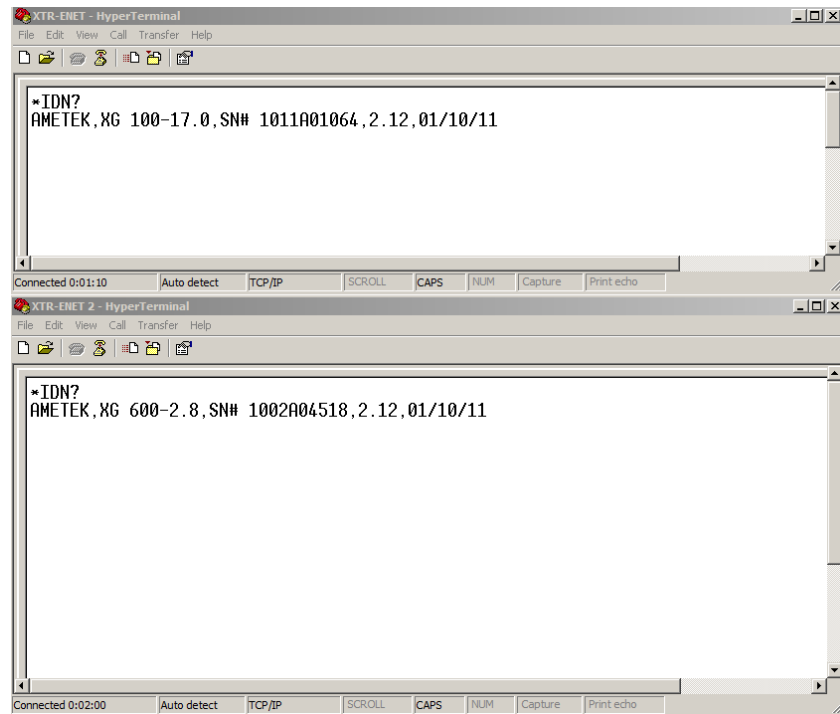 XTR-ENET - HyperTerminal
File Edit View Call Transfer Help
*IDN?
AMETEK,XG 100-17.0,SN# 1011A01064,2.12,01/10/11
Connected 0:01:10 Auto detect TCP/IP SCROLL CAPS NUM Capture Print echo
XTR-ENET 2 - HyperTerminal
File Edit View Call Transfer Help
*IDN?
AMETEK,XG 600-2.8,SN# 1002A04518,2.12,01/10/11
Connected 0:02:00 Auto detect TCP/IP SCROLL CAPS NUM Capture Print echo